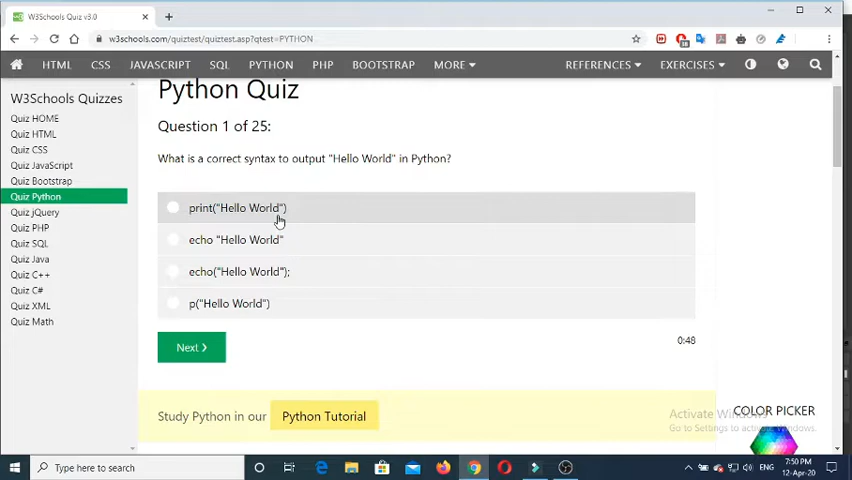 W3Schools Quiz v3.0
w3schools.com/quiztest/quiztest.asp?qtest=PYTHON
HTML CSS JAVASCRIPT SQL PYTHON PHP BOOTSTRAP MORE REFERENCES EXERCISES
W3Schools Quizzes
Quiz HOME
Quiz HTML
Quiz CSS
Quiz JavaScript
Quiz Bootstrap
Quiz Python
Quiz jQuery
Quiz PHP
Quiz SQL
Quiz Java
Quiz C++
Quiz C#
Quiz XML
Quiz Math
Python Quiz
Question 1 of 25:
What is a correct syntax to output "Hello World" in Python?
print("Hello World")
echo "Hello World"
echo("Hello World");
p("Hello World")
Next ❯
0:48
Study Python in our Python Tutorial
COLOR PICKER
Activate Windows
Go to Settings to activate Windows.
Type here to search
ENG
7:50 PM
12-Apr-20